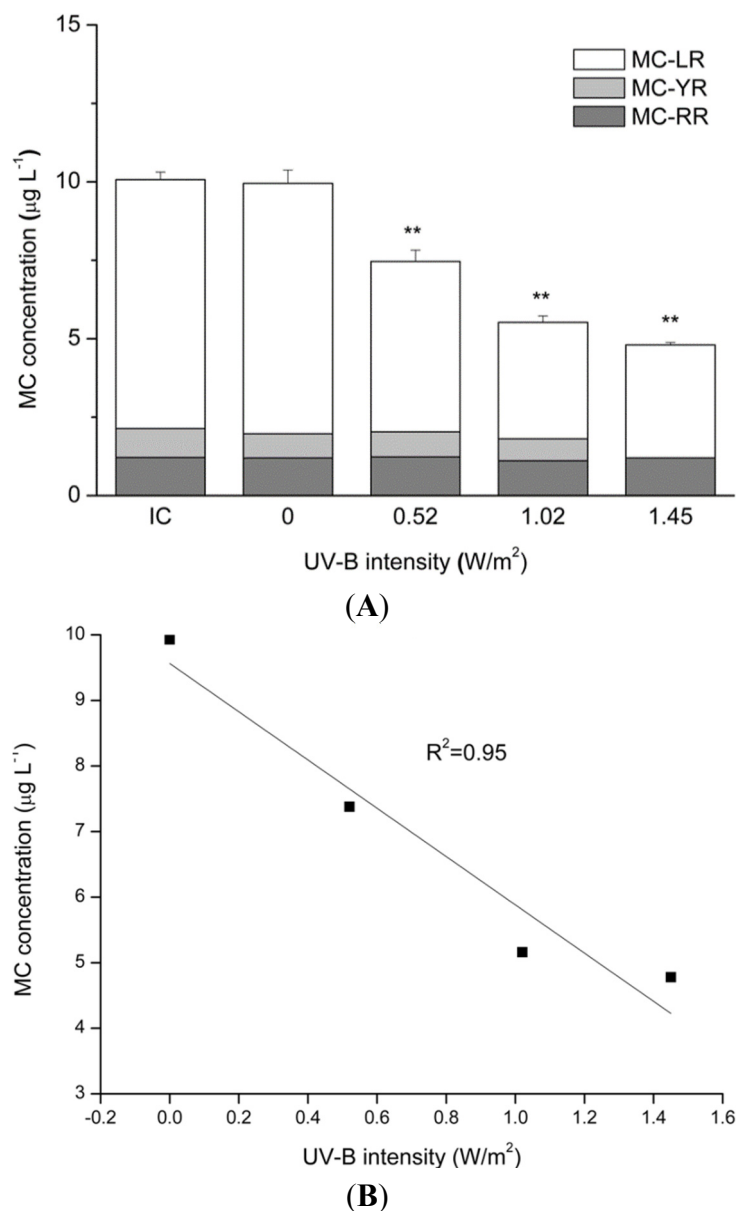 15
10
5
0
MC concentration (μg L⁻¹)
MC-LR
MC-YR
MC-RR
**
**
**
IC 0 0.52 1.02 1.45
UV-B intensity (W/m²)
(A)
10
9
8
7
6
5
4
3
MC concentration (μg L⁻¹)
R²=0.95
-0.2 0.0 0.2 0.4 0.6 0.8 1.0 1.2 1.4 1.6
UV-B intensity (W/m²)
(B)